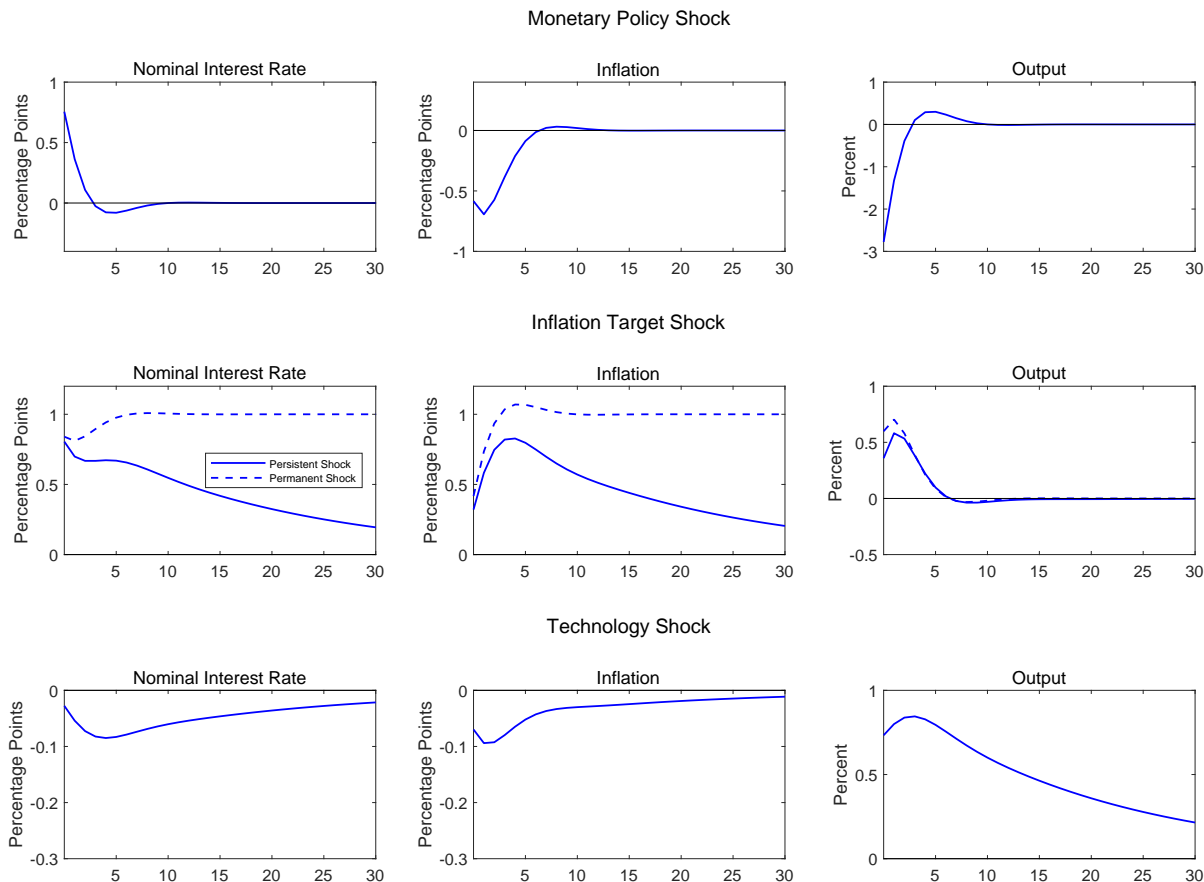 Monetary Policy Shock
Nominal Interest Rate
Inflation
Output
Percentage Points
1
0.5
0
5 10 15 20 25 30
Percentage Points
0
-0.5
-1
5 10 15 20 25 30
Percent
1
0
-1
-2
-3
5 10 15 20 25 30
Inflation Target Shock
Nominal Interest Rate
Inflation
Output
Percentage Points
1
0.5
0
Persistent Shock
Permanent Shock
5 10 15 20 25 30
Percentage Points
1
0.5
0
5 10 15 20 25 30
Percent
1
0.5
0
-0.5
5 10 15 20 25 30
Technology Shock
Nominal Interest Rate
Inflation
Output
Percentage Points
0
-0.1
-0.2
-0.3
5 10 15 20 25 30
Percentage Points
0
-0.1
-0.2
-0.3
5 10 15 20 25 30
Percent
1
0.5
0
5 10 15 20 25 30